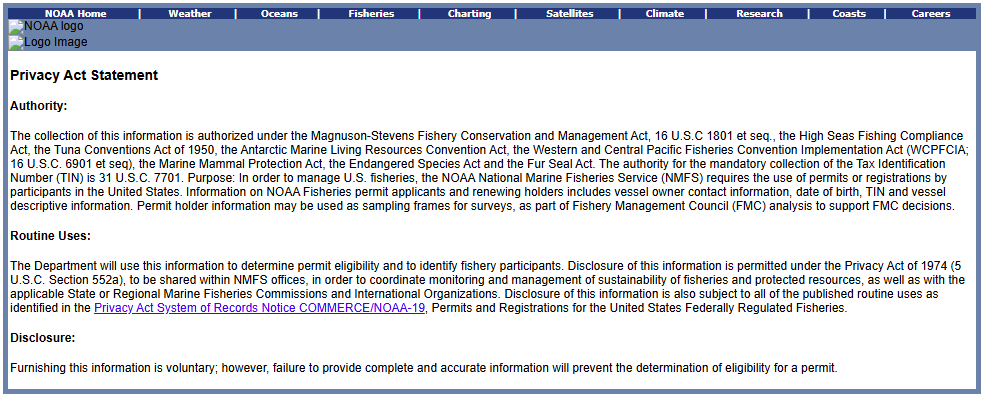 NOAA Home | Weather | Oceans | Fisheries | Charting | Satellites | Climate | Research | Coasts | Careers
NOAA logo
Logo Image
Privacy Act Statement
Authority:
The collection of this information is authorized under the Magnuson-Stevens Fishery Conservation and Management Act, 16 U.S.C 1801 et seq., the High Seas Fishing Compliance
Act, the Tuna Conventions Act of 1950, the Antarctic Marine Living Resources Convention Act, the Western and Central Pacific Fisheries Convention Implementation Act (WCPFCIA;
16 U.S.C. 6901 et seq), the Marine Mammal Protection Act, the Endangered Species Act and the Fur Seal Act. The authority for the mandatory collection of the Tax Identification
Number (TIN) is 31 U.S.C. 7701. Purpose: In order to manage U.S. fisheries, the NOAA National Marine Fisheries Service (NMFS) requires the use of permits or registrations by
participants in the United States. Information on NOAA Fisheries permit applicants and renewing holders includes vessel owner contact information, date of birth, TIN and vessel
descriptive information. Permit holder information may be used as sampling frames for surveys, as part of Fishery Management Council (FMC) analysis to support FMC decisions.
Routine Uses:
The Department will use this information to determine permit eligibility and to identify fishery participants. Disclosure of this information is permitted under the Privacy Act of 1974 (5
U.S.C. Section 552a), to be shared within NMFS offices, in order to coordinate monitoring and management of sustainability of fisheries and protected resources, as well as with the
applicable State or Regional Marine Fisheries Commissions and International Organizations. Disclosure of this information is also subject to all of the published routine uses as
identified in the Privacy Act System of Records Notice COMMERCE/NOAA-19, Permits and Registrations for the United States Federally Regulated Fisheries.
Disclosure:
Furnishing this information is voluntary; however, failure to provide complete and accurate information will prevent the determination of eligibility for a permit.